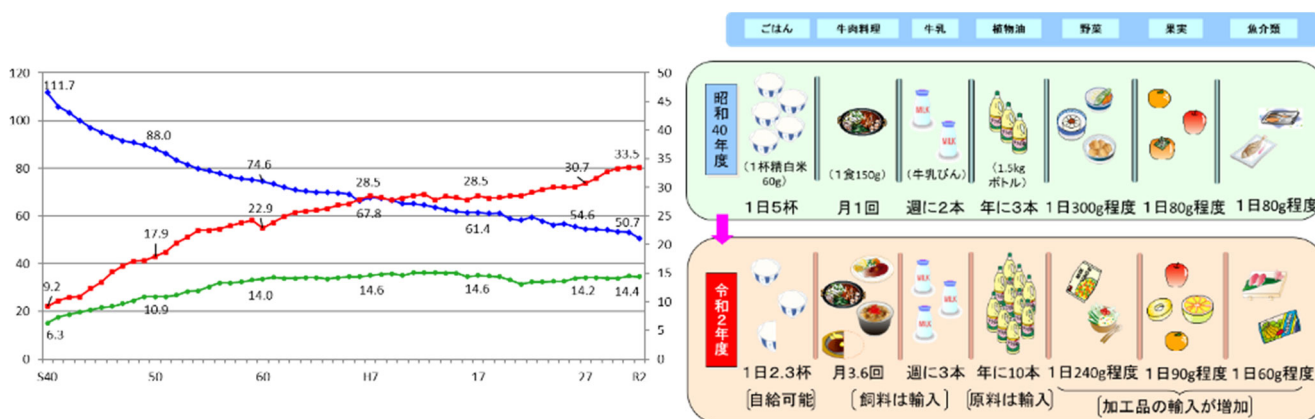 ごはん 牛肉料理 牛乳 植物油 野菜 果実 魚介類
120
100
80
60
40
20
0
50
45
40
35
30
25
20
15
10
5
0
111.7
88.0
74.6
67.8
61.4
54.6
50.7
9.2
17.9
22.9
28.5
28.5
30.7
33.5
6.3
10.9
14.0
14.6
14.6
14.2
14.4
S40 50 60 H7 17 27 R2
昭和40年度
(1杯精白米
60g)
(1食150g)
(牛乳びん)
(1.5kg
ボトル)
MILK
MILK
1日5杯 月1回 週に2本 年に3本 1日300g程度 1日80g程度 1日80g程度
令和2年度
MILK
MILK
MILK
1日2.3杯 月3.6回 週に3本 年に10本 1日240g程度 1日90g程度 1日60g程度
[自給可能] [飼料は輸入] [原料は輸入] [加工品の輸入が増加]